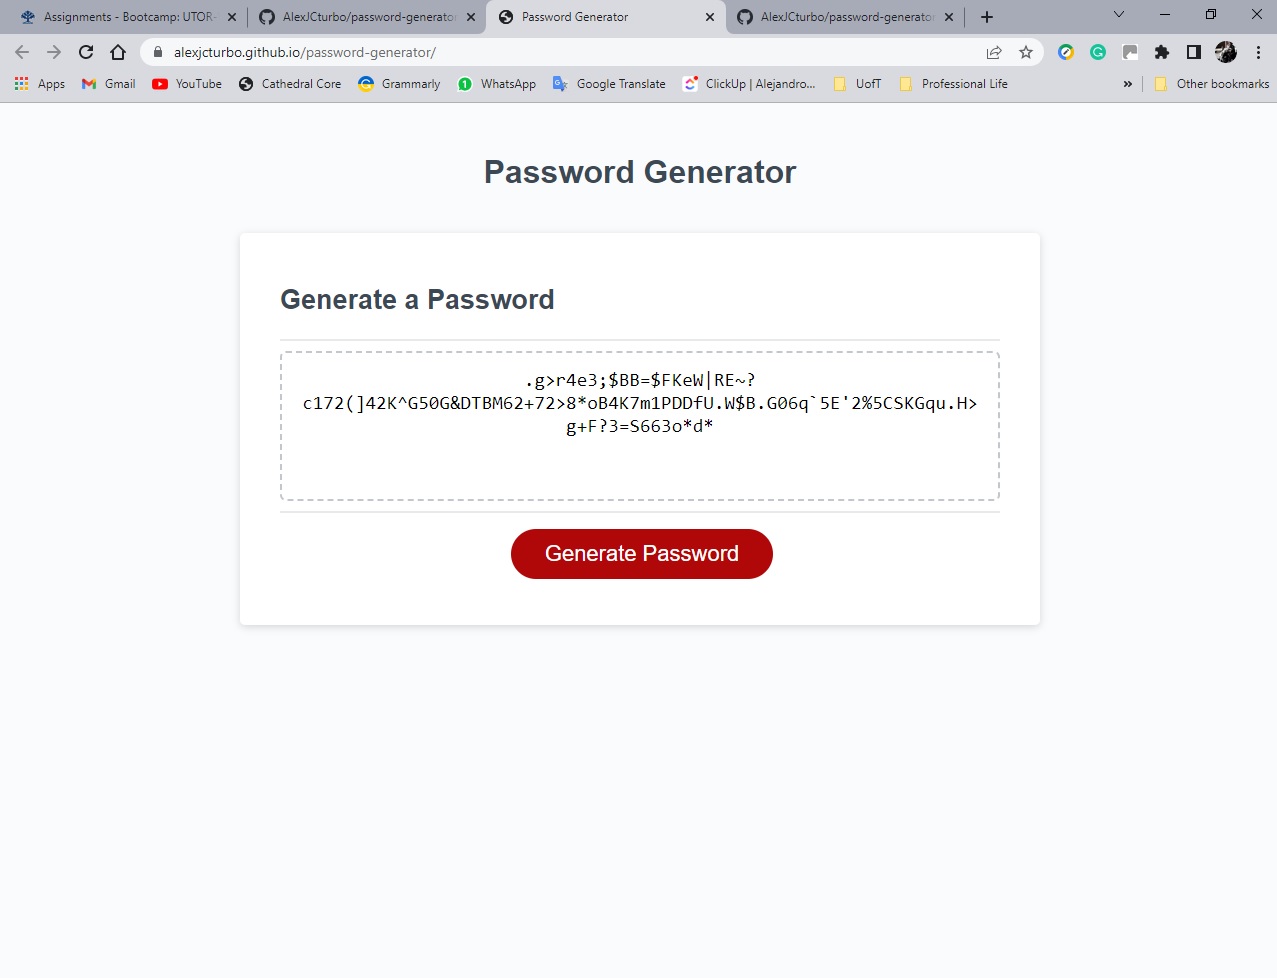 Assignments - Bootcamp: UTOR-
AlexJCturbo/password-generator
Password Generator
AlexJCturbo/password-generator
alexjcturbo.github.io/password-generator/
Apps
Gmail
YouTube
Cathedral Core
Grammarly
WhatsApp
Google Translate
ClickUp | Alejandro...
UofT
Professional Life
»
Other bookmarks
Password Generator
Generate a Password
.g>r4e3;$BB=$FKeW|RE~?
c172(]42K^G50G&DTBM62+72>8*oB4K7m1PDDfU.W$B.G06q`5E'2%5CSKGqu.H>
g+F?3=S663o*d*
Generate Password